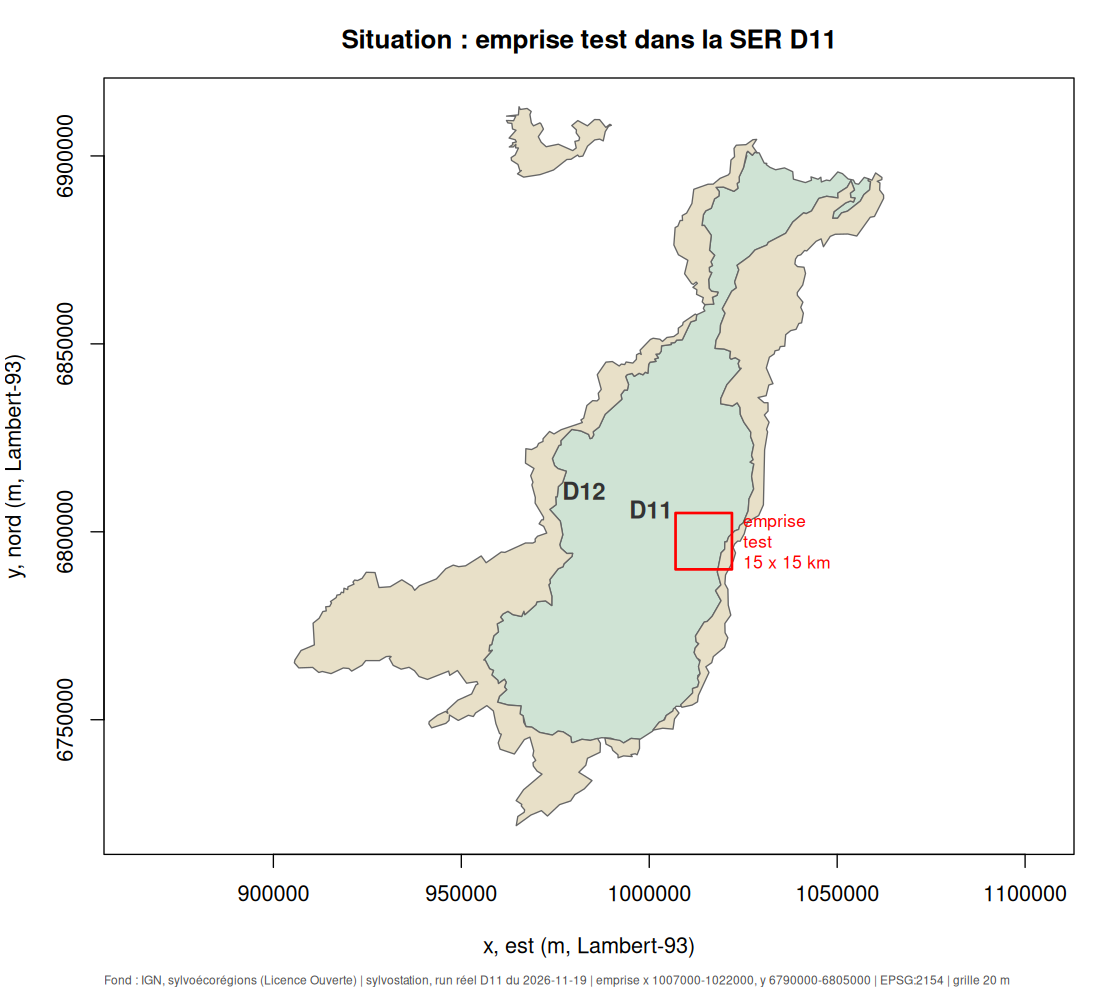 Situation : emprise test dans la SER D11
y, nord (m, Lambert-93)
6900000
6850000
6800000
6750000
D12
D11
emprise
test
15 x 15 km
900000 950000 1000000 1050000 1100000
x, est (m, Lambert-93)
Fond : IGN, sylvoécorégions (Licence Ouverte) | sylvostation, run réel D11 du 2026-11-19 | emprise x 1007000-1022000, y 6790000-6805000 | EPSG:2154 | grille 20 m